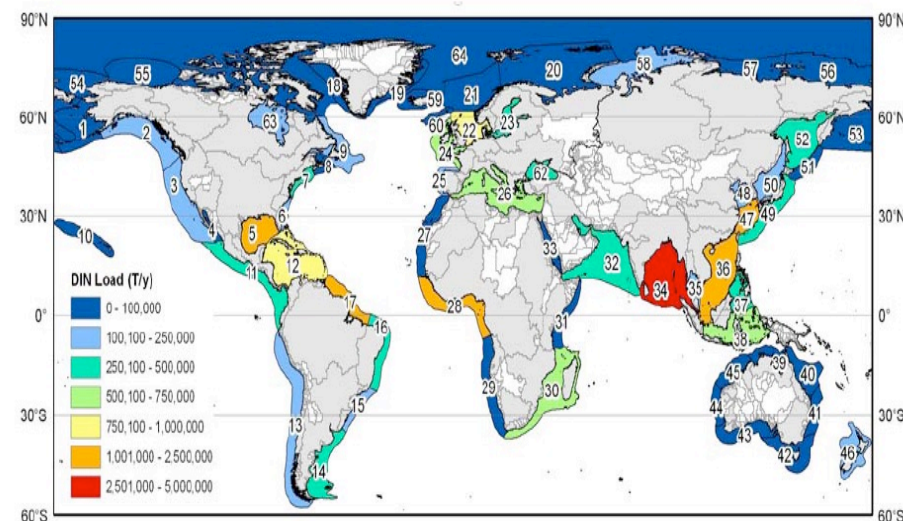 90°N 90°N
64
54 55 18 20 58 57 56
19 59 21
60°N 60°N
1 2 63 60 22 23 52 53
9 24
3 7 8 25 62 51
26 48 50
6 47 49
30°N 30°N
10 4 5 27 33
11 12 32 36
DIN Load (T/y)
34 35
0 - 100,000
17 28 37
0° 0°
100,100 - 250,000
16 31 38
250,100 - 500,000
45 39 40
500,100 - 750,000
29 30
30°S 30°S
750,100 - 1,000,000
13 15 44 43 41
1,001,000 - 2,500,000
14 42 46
2,501,000 - 5,000,000
60°S 60°S